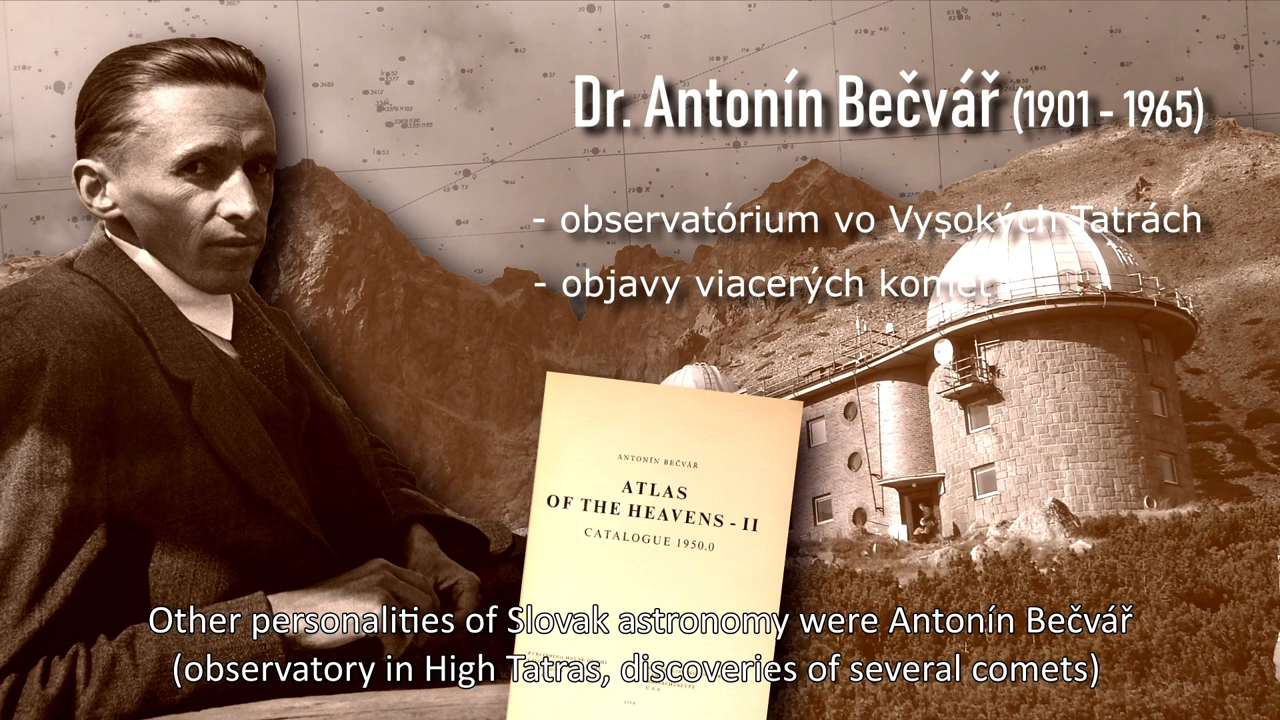 Dr. Antonín Bečvář (1901 - 1965)
- observatórium vo Vysokých Tatrách
- objavy viacerých komét
ANTONÍN BEČVÁŘ
ATLAS
OF THE HEAVENS - II
CATALOGUE 1950.0
Other personalities of Slovak astronomy were Antonín Bečvář
(observatory in High Tatras, discoveries of several comets)